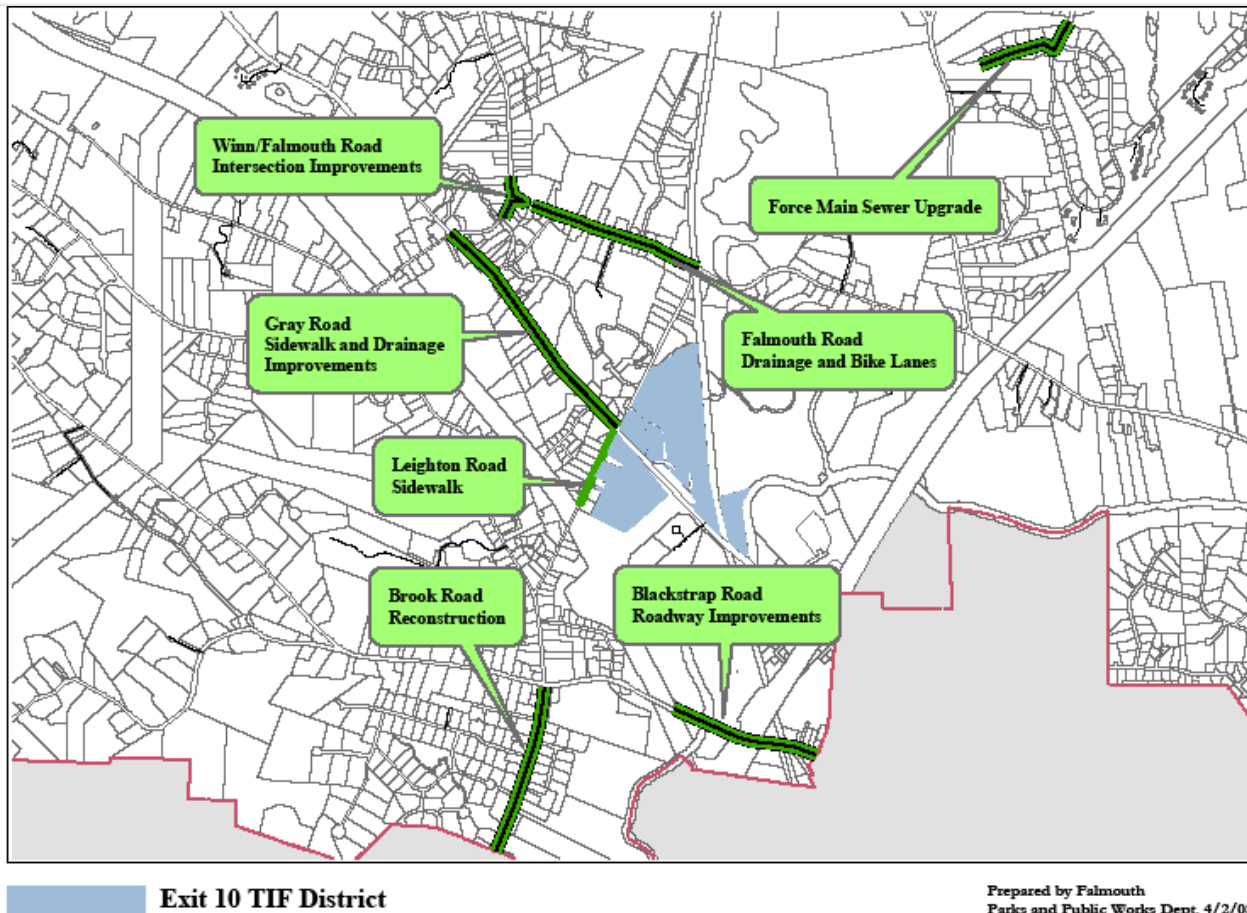 Winn/Falmouth Road
Intersection Improvements
Force Main Sewer Upgrade
Gray Road
Sidewalk and Drainage
Improvements
Falmouth Road
Drainage and Bike Lanes
Leighton Road
Sidewalk
Brook Road
Reconstruction
Blackstrap Road
Roadway Improvements
Exit 10 TIF District
Prepared by Falmouth
Parks and Public Works Dept.